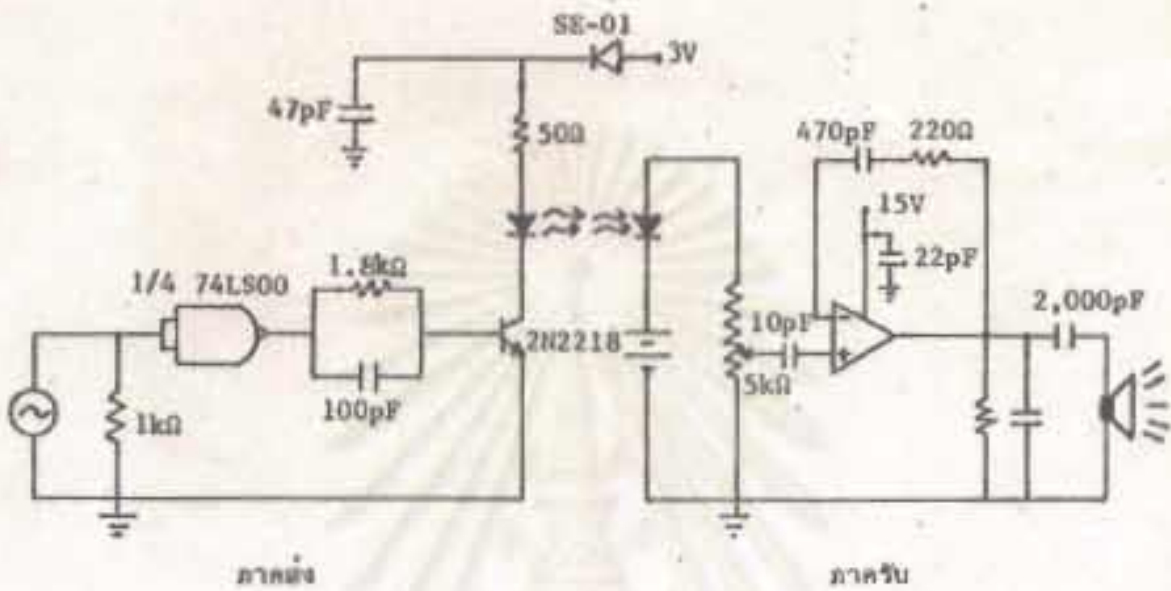 SE-01
3V
47pF
50Ω
470pF 220Ω
15V
22pF
1/4 74LS00
1.8kΩ
2,000pF
10pF
2N2218
5kΩ
100pF
1kΩ
ภาคส่ง
ภาครับ